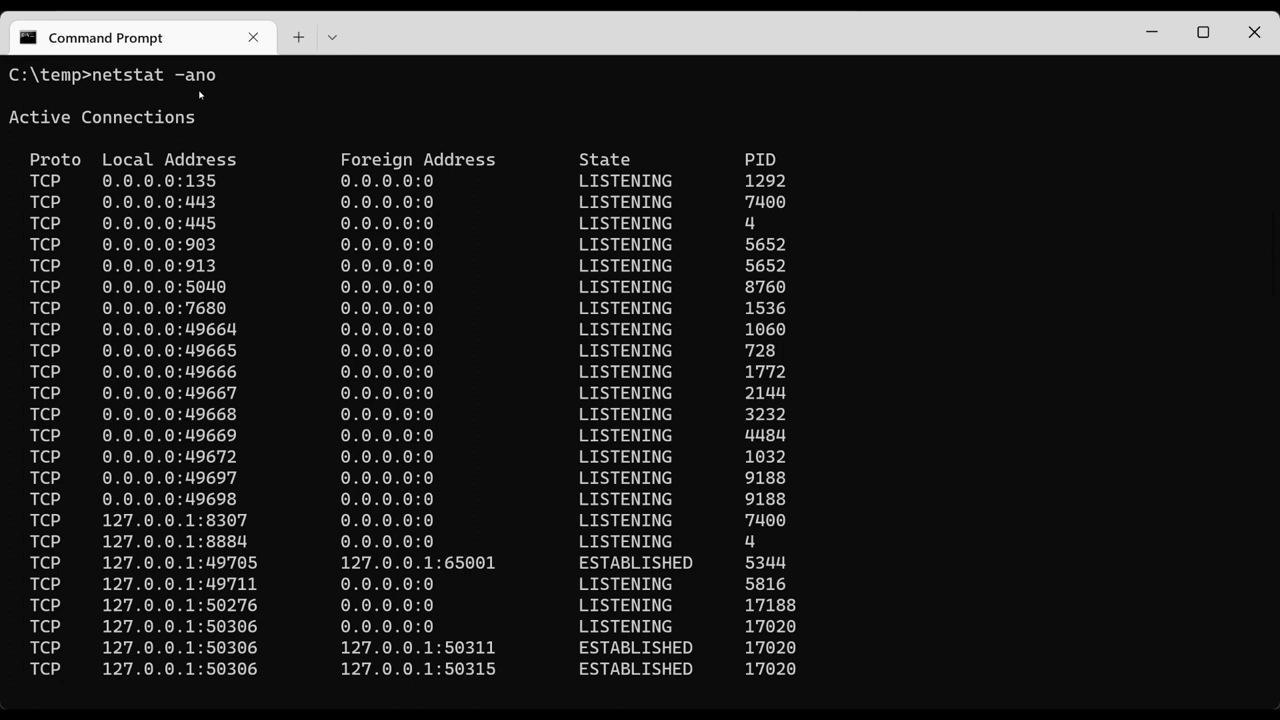 Command Prompt
C:\temp>netstat -ano
Active Connections
Proto  Local Address          Foreign Address        State           PID
TCP    0.0.0.0:135            0.0.0.0:0              LISTENING       1292
TCP    0.0.0.0:443            0.0.0.0:0              LISTENING       7400
TCP    0.0.0.0:445            0.0.0.0:0              LISTENING       4
TCP    0.0.0.0:903            0.0.0.0:0              LISTENING       5652
TCP    0.0.0.0:913            0.0.0.0:0              LISTENING       5652
TCP    0.0.0.0:5040           0.0.0.0:0              LISTENING       8760
TCP    0.0.0.0:7680           0.0.0.0:0              LISTENING       1536
TCP    0.0.0.0:49664          0.0.0.0:0              LISTENING       1060
TCP    0.0.0.0:49665          0.0.0.0:0              LISTENING       728
TCP    0.0.0.0:49666          0.0.0.0:0              LISTENING       1772
TCP    0.0.0.0:49667          0.0.0.0:0              LISTENING       2144
TCP    0.0.0.0:49668          0.0.0.0:0              LISTENING       3232
TCP    0.0.0.0:49669          0.0.0.0:0              LISTENING       4484
TCP    0.0.0.0:49672          0.0.0.0:0              LISTENING       1032
TCP    0.0.0.0:49697          0.0.0.0:0              LISTENING       9188
TCP    0.0.0.0:49698          0.0.0.0:0              LISTENING       9188
TCP    127.0.0.1:8307         0.0.0.0:0              LISTENING       7400
TCP    127.0.0.1:8884         0.0.0.0:0              LISTENING       4
TCP    127.0.0.1:49705        127.0.0.1:65001        ESTABLISHED     5344
TCP    127.0.0.1:49711        0.0.0.0:0              LISTENING       5816
TCP    127.0.0.1:50276        0.0.0.0:0              LISTENING       17188
TCP    127.0.0.1:50306        0.0.0.0:0              LISTENING       17020
TCP    127.0.0.1:50306        127.0.0.1:50311        ESTABLISHED     17020
TCP    127.0.0.1:50306        127.0.0.1:50315        ESTABLISHED     17020